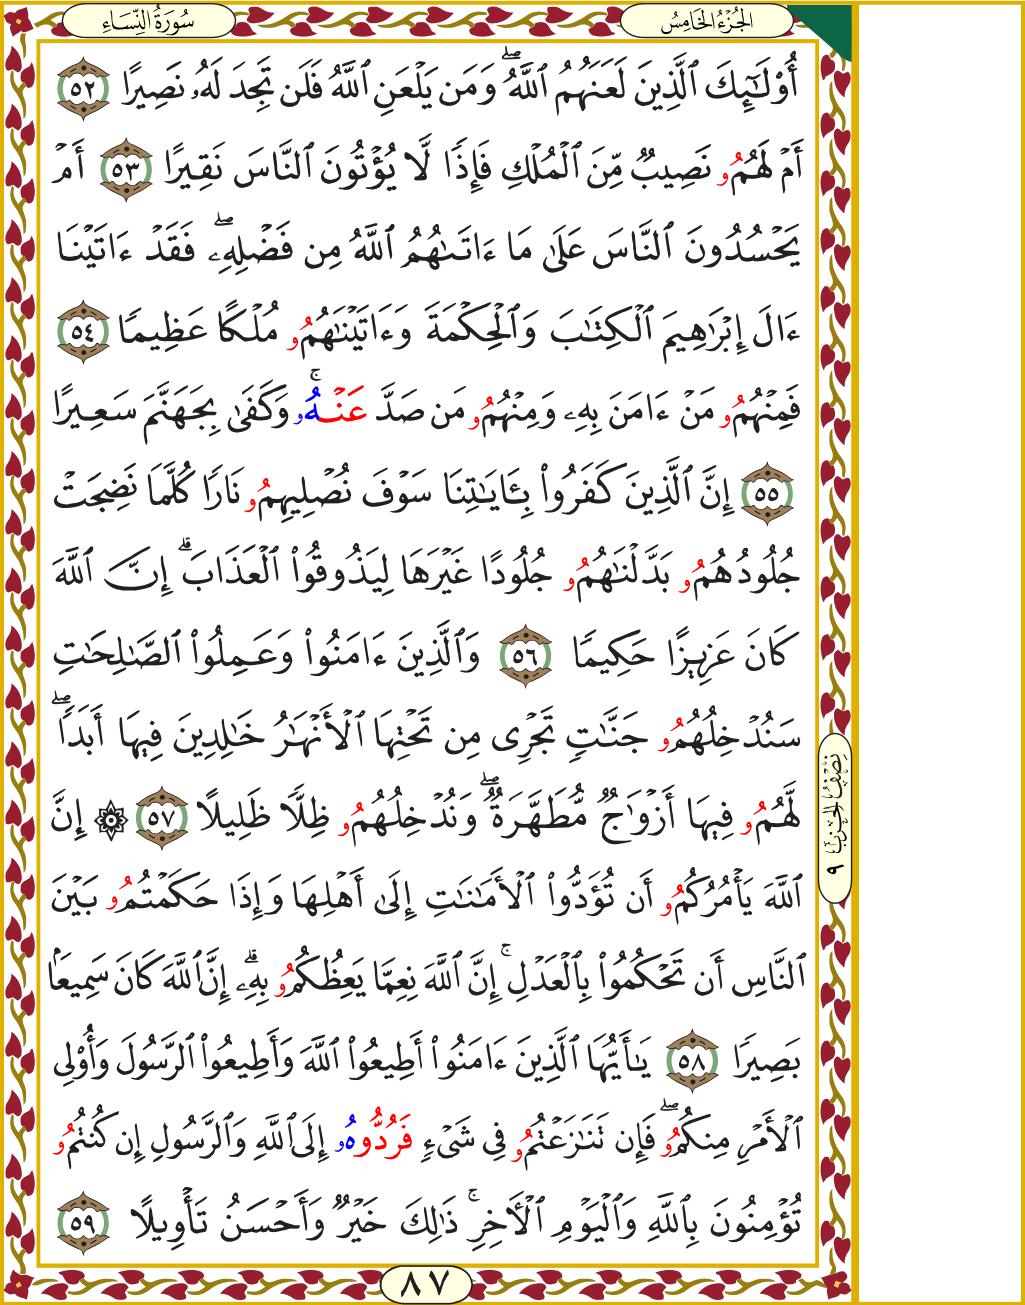 سُورَةُ النِّسَاءِ
الجُزْءُ الخَامِسُ
أُوْلَـٰٓئِكَ ٱلَّذِينَ لَعَنَهُمُ ٱللَّهُۖ وَمَن يَلْعَنِ ٱللَّهُ فَلَن تَجِدَ لَهُۥ نَصِيرًا ٥٢
أَمْ لَهُمُۥ نَصِيبٌ مِّنَ ٱلْمُلْكِ فَإِذًا لَّا يُؤْتُونَ ٱلنَّاسَ نَقِيرًا ٥٣ أَمْ
يَحْسُدُونَ ٱلنَّاسَ عَلَىٰ مَا ءَاتَىٰهُمُ ٱللَّهُ مِن فَضْلِهِۦۖ فَقَدْ ءَاتَيْنَا
ءَالَ إِبْرَٰهِيمَ ٱلْكِتَـٰبَ وَٱلْحِكْمَةَ وَءَاتَيْنَـٰهُمُۥ مُلْكًا عَظِيمًا ٥٤
فَمِنْهُمُۥ مَنْ ءَامَنَ بِهِۦ وَمِنْهُمُۥ مَن صَدَّ عَنْهُۥۚ وَكَفَىٰ بِجَهَنَّمَ سَعِيرًا
٥٥ إِنَّ ٱلَّذِينَ كَفَرُواْ بِـَٔايَـٰتِنَا سَوْفَ نُصْلِيهِمُۥ نَارًا كُلَّمَا نَضِجَتْ
جُلُودُهُمُۥ بَدَّلْنَـٰهُمُۥ جُلُودًا غَيْرَهَا لِيَذُوقُواْ ٱلْعَذَابَۗ إِنَّ ٱللَّهَ
كَانَ عَزِيزًا حَكِيمًا ٥٦ وَٱلَّذِينَ ءَامَنُواْ وَعَمِلُواْ ٱلصَّـٰلِحَـٰتِ
سَنُدْخِلُهُمُۥ جَنَّـٰتٍ تَجْرِى مِن تَحْتِهَا ٱلْأَنْهَـٰرُ خَـٰلِدِينَ فِيهَآ أَبَدًاۖ
لَّهُمُۥ فِيهَآ أَزْوَٰجٌ مُّطَهَّرَةٌۖ وَنُدْخِلُهُمُۥ ظِلًّا ظَلِيلًا ٥٧ ۞ إِنَّ
ٱللَّهَ يَأْمُرُكُمُۥ أَن تُؤَدُّواْ ٱلْأَمَـٰنَـٰتِ إِلَىٰٓ أَهْلِهَا وَإِذَا حَكَمْتُمُۥ بَيْنَ
ٱلنَّاسِ أَن تَحْكُمُواْ بِٱلْعَدْلِۚ إِنَّ ٱللَّهَ نِعِمَّا يَعِظُكُمُۥ بِهِۦٓۗ إِنَّ ٱللَّهَ كَانَ سَمِيعَۢا
بَصِيرًا ٥٨ يَـٰٓأَيُّهَا ٱلَّذِينَ ءَامَنُوٓاْ أَطِيعُواْ ٱللَّهَ وَأَطِيعُواْ ٱلرَّسُولَ وَأُوْلِى
ٱلْأَمْرِ مِنكُمُۥۖ فَإِن تَنَـٰزَعْتُمُۥ فِى شَىْءٍ فَرُدُّوهُۥ إِلَى ٱللَّهِ وَٱلرَّسُولِ إِن كُنتُمُۥ
تُؤْمِنُونَ بِٱللَّهِ وَٱلْيَوْمِ ٱلْـَٔاخِرِۚ ذَٰلِكَ خَيْرٌ وَأَحْسَنُ تَأْوِيلًا ٥٩
نِصْفُ الحِزْبِ ٩
٨٧